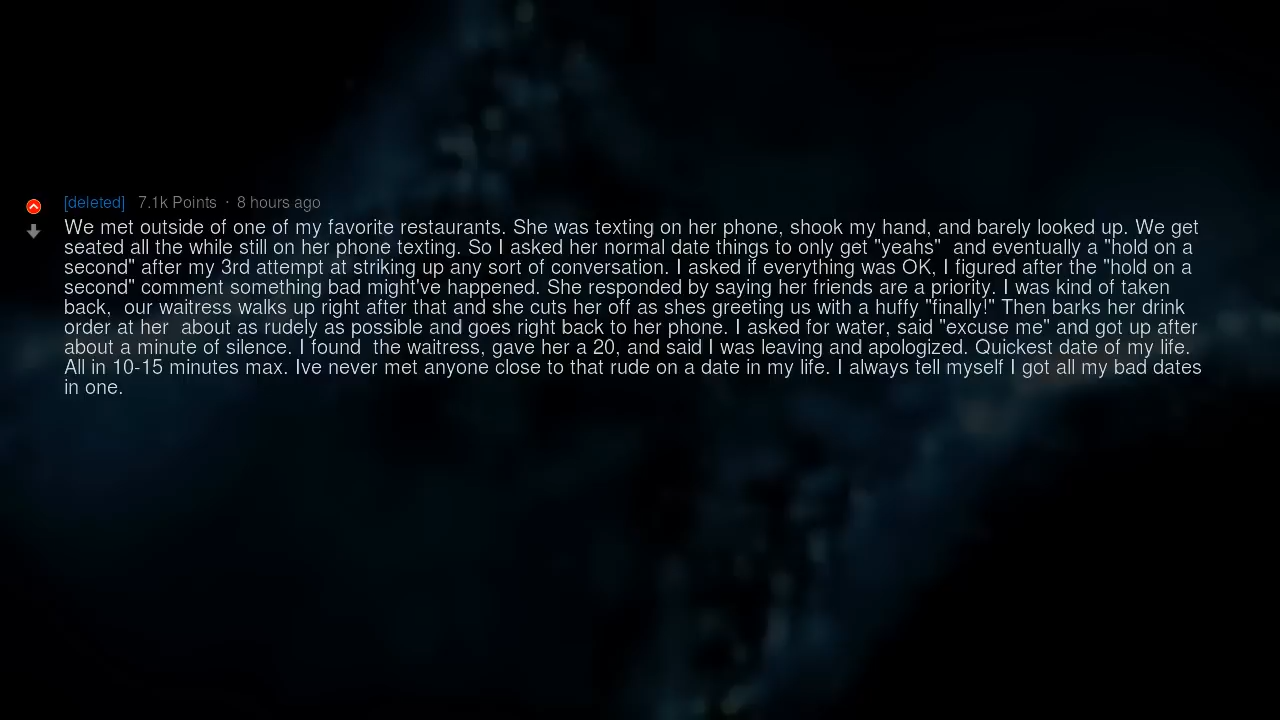 [deleted] 7.1k Points · 8 hours ago
We met outside of one of my favorite restaurants. She was texting on her phone, shook my hand, and barely looked up. We get
seated all the while still on her phone texting. So I asked her normal date things to only get "yeahs"  and eventually a "hold on a
second" after my 3rd attempt at striking up any sort of conversation. I asked if everything was OK, I figured after the "hold on a
second" comment something bad might've happened. She responded by saying her friends are a priority. I was kind of taken
back,  our waitress walks up right after that and she cuts her off as shes greeting us with a huffy "finally!" Then barks her drink
order at her  about as rudely as possible and goes right back to her phone. I asked for water, said "excuse me" and got up after
about a minute of silence. I found  the waitress, gave her a 20, and said I was leaving and apologized. Quickest date of my life.
All in 10-15 minutes max. Ive never met anyone close to that rude on a date in my life. I always tell myself I got all my bad dates
in one.